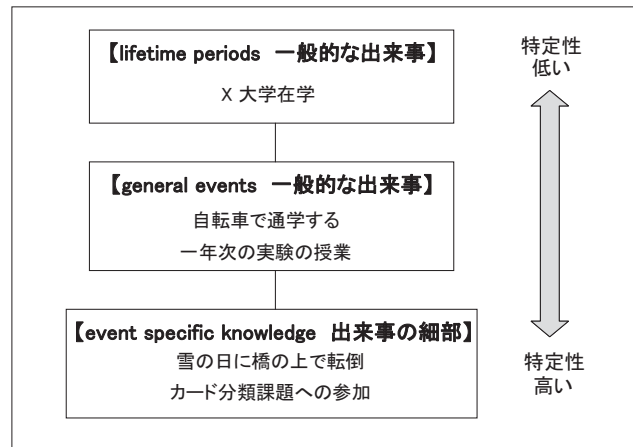 【lifetime periods 一般的な出来事】
X 大学在学
【general events 一般的な出来事】
自転車で通学する
一年次の実験の授業
【event specific knowledge 出来事の細部】
雪の日に橋の上で転倒
カード分類課題への参加
特定性
低い
特定性
高い